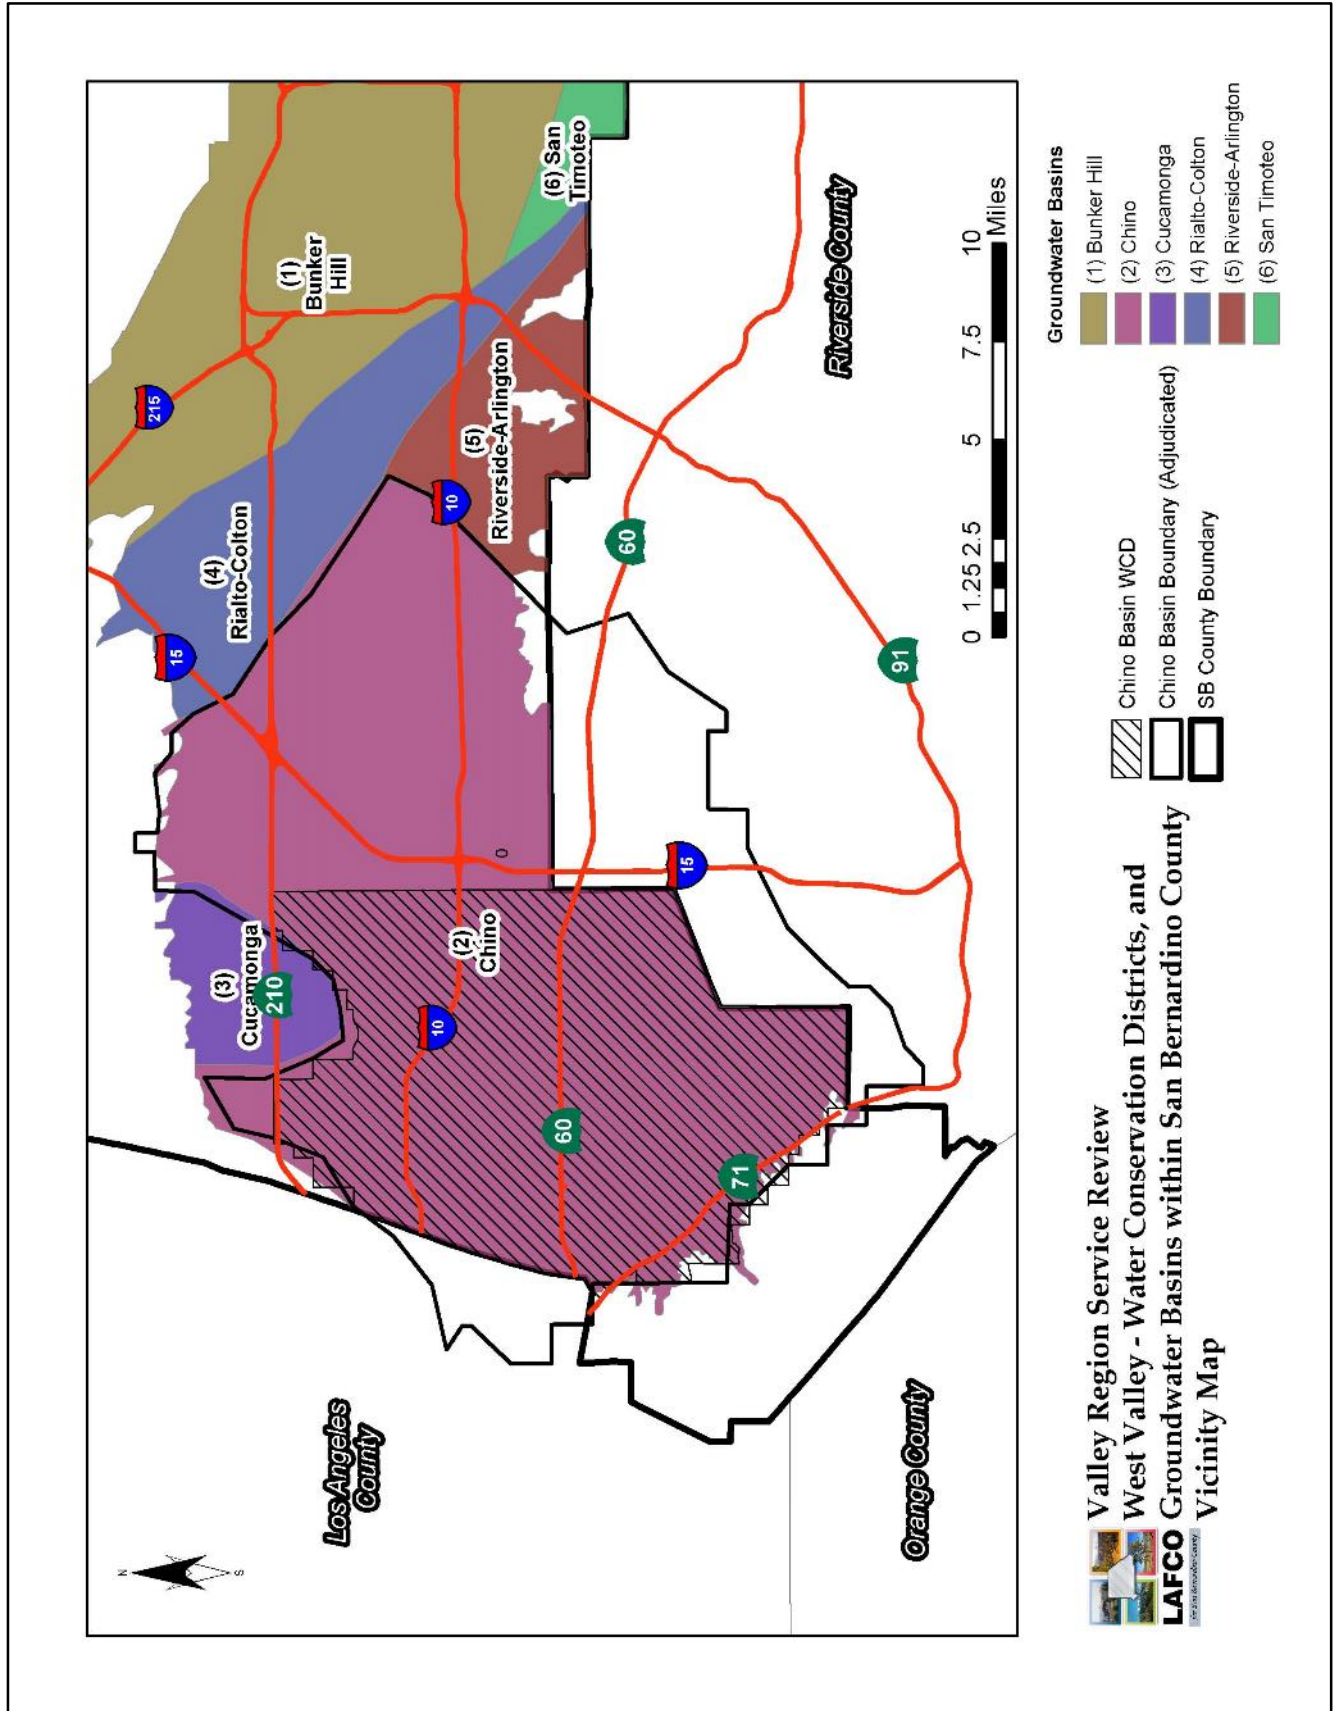 N
S
Los Angeles
County
Orange County
Riverside County
(3)
Cucamonga
210
(2)
Chino
10
60
71
15
0
15
(4)
Rialto-Colton
215
(1)
Bunker
Hill
10
(5)
Riverside-Arlington
(6) San
Timoteo
60
91
0 1.25 2.5 5 7.5 10
Miles
LAFCO
Valley Region Service Review
West Valley - Water Conservation Districts, and
Groundwater Basins within San Bernardino County
Vicinity Map
Chino Basin WCD
Chino Basin Boundary (Adjudicated)
SB County Boundary
Groundwater Basins
(1) Bunker Hill
(2) Chino
(3) Cucamonga
(4) Rialto-Colton
(5) Riverside-Arlington
(6) San Timoteo